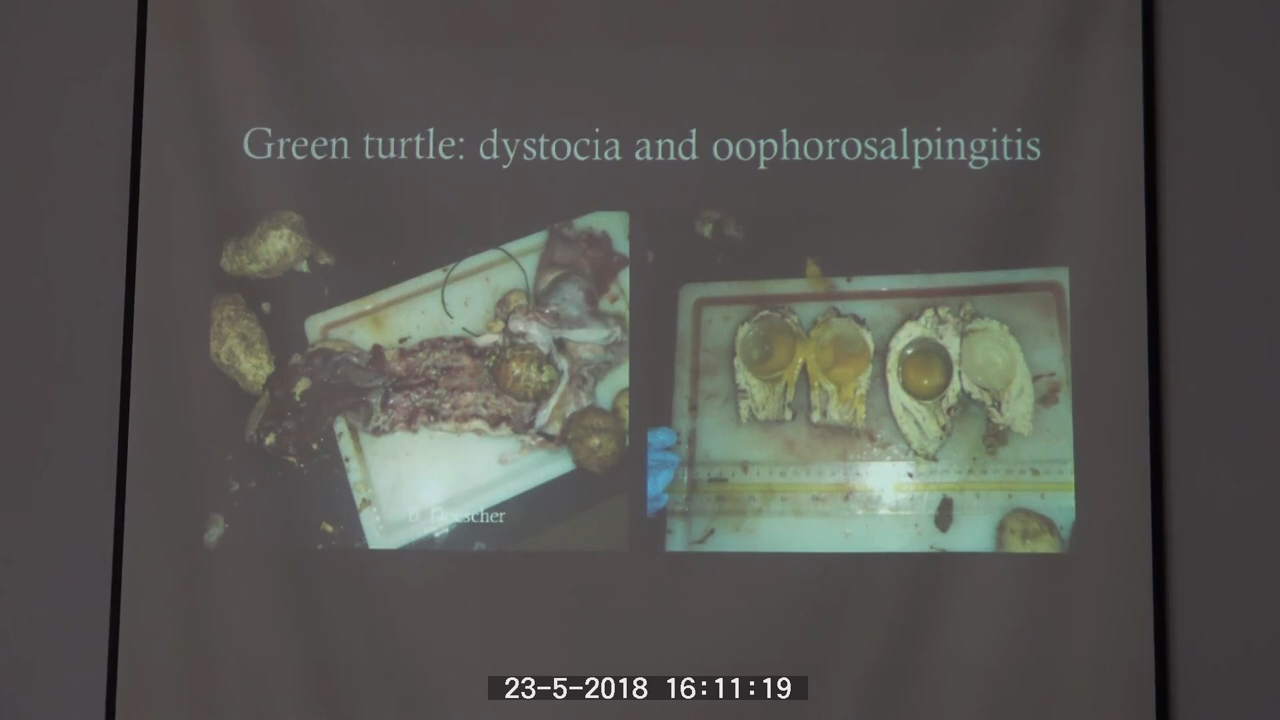 Green turtle: dystocia and oophorosalpingitis
23-5-2018 16:11:19